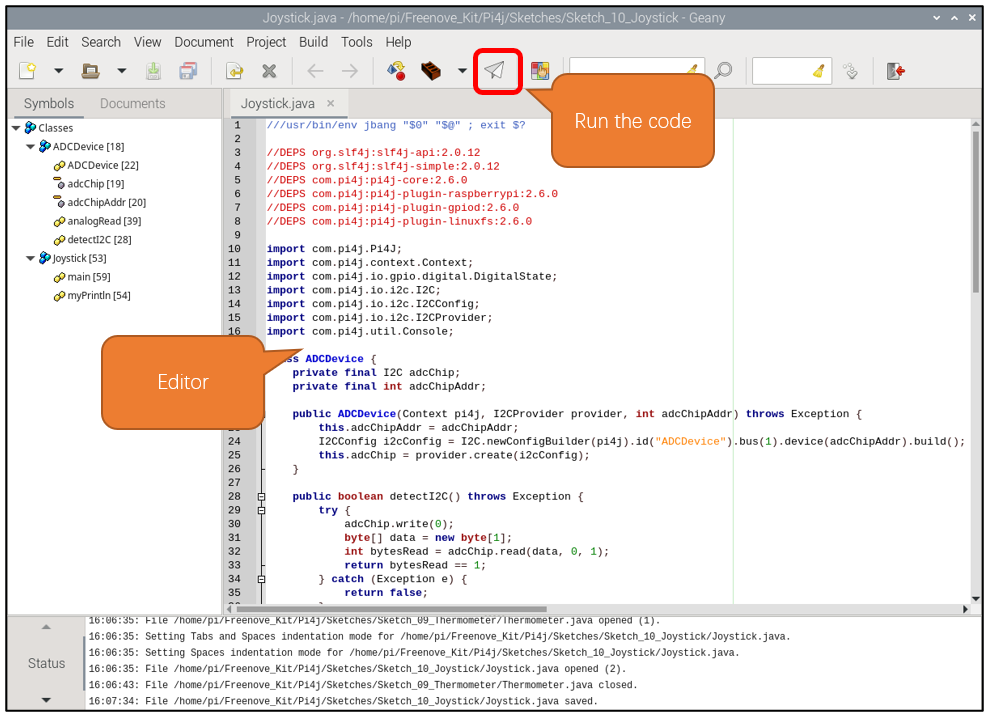 Joystick.java - /home/pi/Freenove_Kit/Pi4j/Sketches/Sketch_10_Joystick - Geany
File Edit Search View Document Project Build Tools Help
Run the code
Symbols Documents
Classes
ADCDevice [18]
ADCDevice [22]
adcChip [19]
adcChipAddr [20]
analogRead [39]
detectI2C [28]
Joystick [53]
main [59]
myPrintln [54]
Joystick.java ×
1 ///usr/bin/env jbang "$0" "$@" ; exit $?
2
3 //DEPS org.slf4j:slf4j-api:2.0.12
4 //DEPS org.slf4j:slf4j-simple:2.0.12
5 //DEPS com.pi4j:pi4j-core:2.6.0
6 //DEPS com.pi4j:pi4j-plugin-raspberrypi:2.6.0
7 //DEPS com.pi4j:pi4j-plugin-gpiod:2.6.0
8 //DEPS com.pi4j:pi4j-plugin-linuxfs:2.6.0
9
10 import com.pi4j.Pi4J;
11 import com.pi4j.context.Context;
12 import com.pi4j.io.gpio.digital.DigitalState;
13 import com.pi4j.io.i2c.I2C;
14 import com.pi4j.io.i2c.I2CConfig;
15 import com.pi4j.io.i2c.I2CProvider;
16 import com.pi4j.util.Console;
ss ADCDevice {
private final I2C adcChip;
private final int adcChipAddr;
Editor
public ADCDevice(Context pi4j, I2CProvider provider, int adcChipAddr) throws Exception {
this.adcChipAddr = adcChipAddr;
24 I2CConfig i2cConfig = I2C.newConfigBuilder(pi4j).id("ADCDevice").bus(1).device(adcChipAddr).build();
25 this.adcChip = provider.create(i2cConfig);
26 }
27
28 public boolean detectI2C() throws Exception {
29 try {
30 adcChip.write(0);
31 byte[] data = new byte[1];
32 int bytesRead = adcChip.read(data, 0, 1);
33 return bytesRead == 1;
34 } catch (Exception e) {
35 return false;
Status
16:06:35: File /home/pi/Freenove_Kit/Pi4j/Sketches/Sketch_09_Thermometer/Thermometer.java opened (1).
16:06:35: Setting Tabs and Spaces indentation mode for /home/pi/Freenove_Kit/Pi4j/Sketches/Sketch_10_Joystick/Joystick.java.
16:06:35: Setting Spaces indentation mode for /home/pi/Freenove_Kit/Pi4j/Sketches/Sketch_10_Joystick/Joystick.java.
16:06:35: File /home/pi/Freenove_Kit/Pi4j/Sketches/Sketch_10_Joystick/Joystick.java opened (2).
16:06:43: File /home/pi/Freenove_Kit/Pi4j/Sketches/Sketch_09_Thermometer/Thermometer.java closed.
16:07:34: File /home/pi/Freenove_Kit/Pi4j/Sketches/Sketch_10_Joystick/Joystick.java saved.